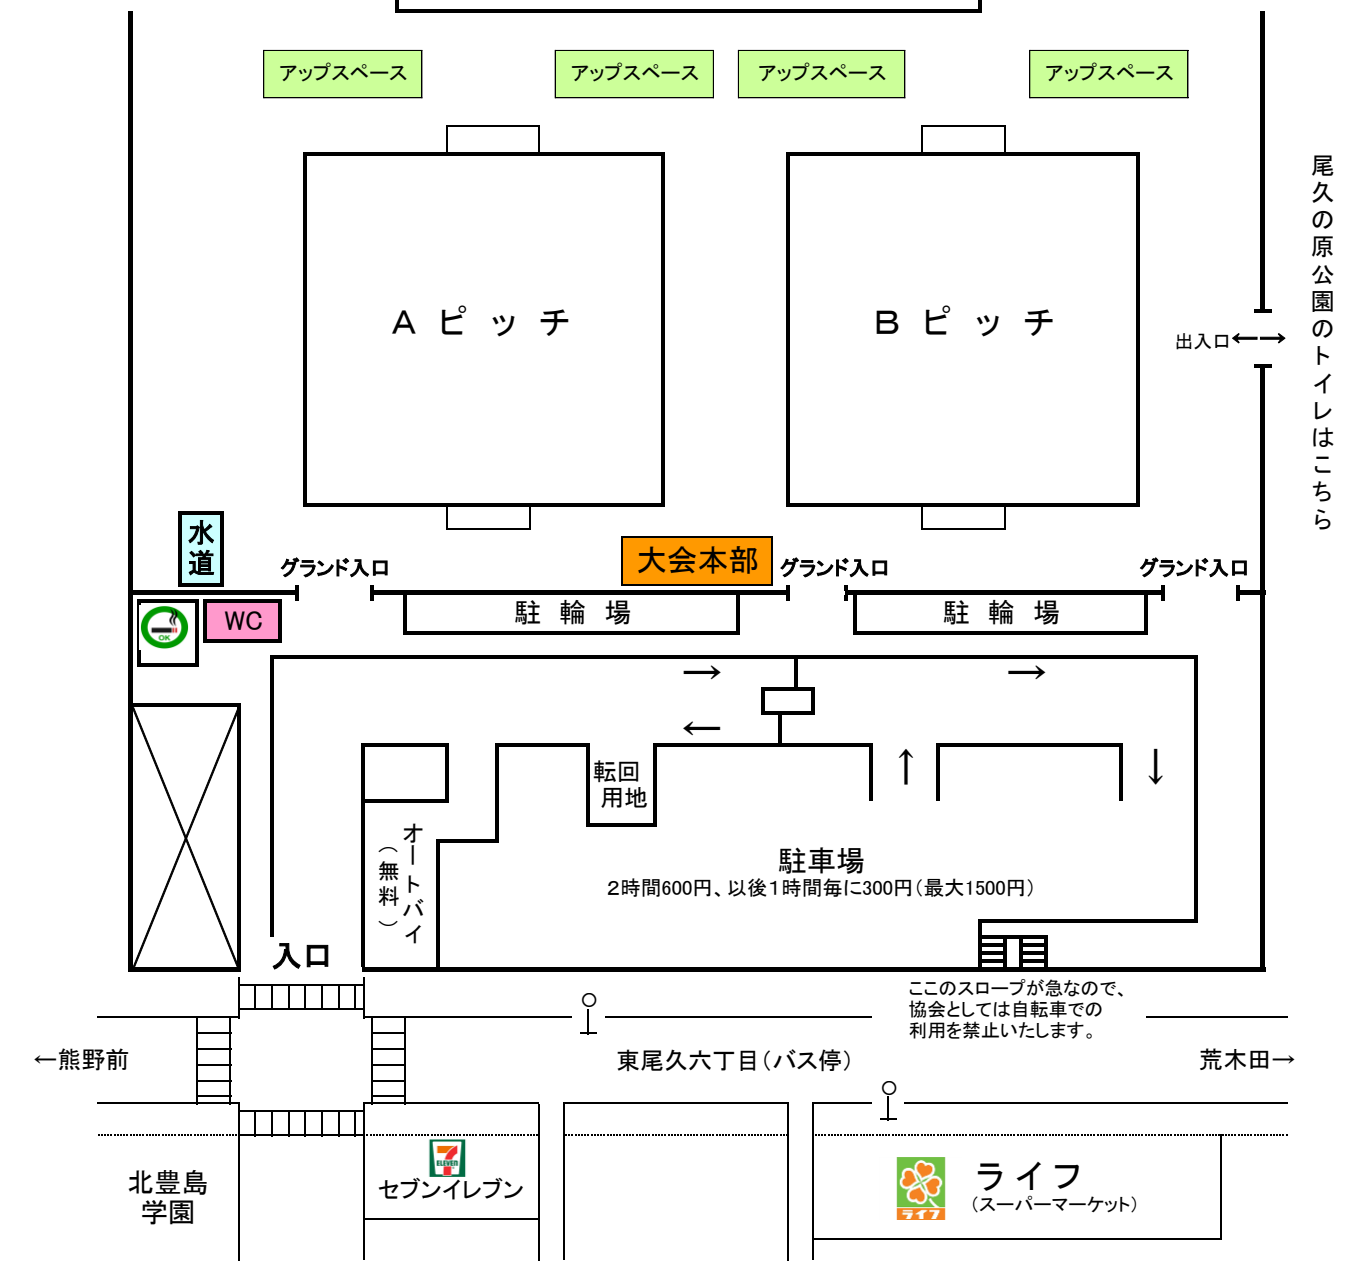 アップスペース
アップスペース
アップスペース
アップスペース
Aピッチ
Bピッチ
出入口←→
尾久の原公園のトイレはこちら
水道
グランド入口
大会本部
グランド入口
グランド入口
OK
WC
駐輪場
駐輪場
→
→
←
↑
↓
転回
用地
オートバイ
（無料）
駐車場
2時間600円、以後1時間毎に300円（最大1500円）
入口
ここのスロープが急なので、
協会としては自転車での
利用を禁止いたします。
←熊野前
東尾久六丁目（バス停）
荒木田→
北豊島
学園
7
ELEVEN
セブンイレブン
ライフ
ライフ
（スーパーマーケット）